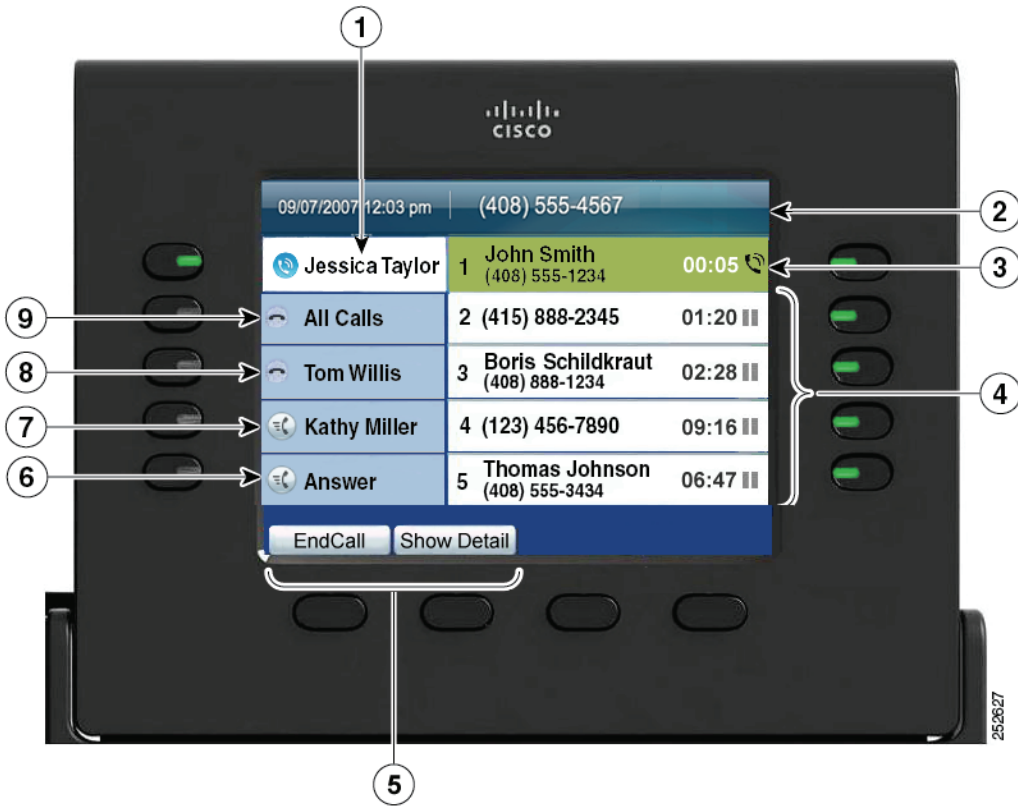 1
CISCO
09/07/2007 12:03 pm (408) 555-4567
2
Jessica Taylor
1 John Smith
(408) 555-1234
00:05
3
9
All Calls
2 (415) 888-2345 01:20
8
Tom Willis
3 Boris Schildkraut
(408) 888-1234
02:28
4
7
Kathy Miller
4 (123) 456-7890 09:16
6
Answer
5 Thomas Johnson
(408) 555-3434
06:47
EndCall Show Detail
5
252627